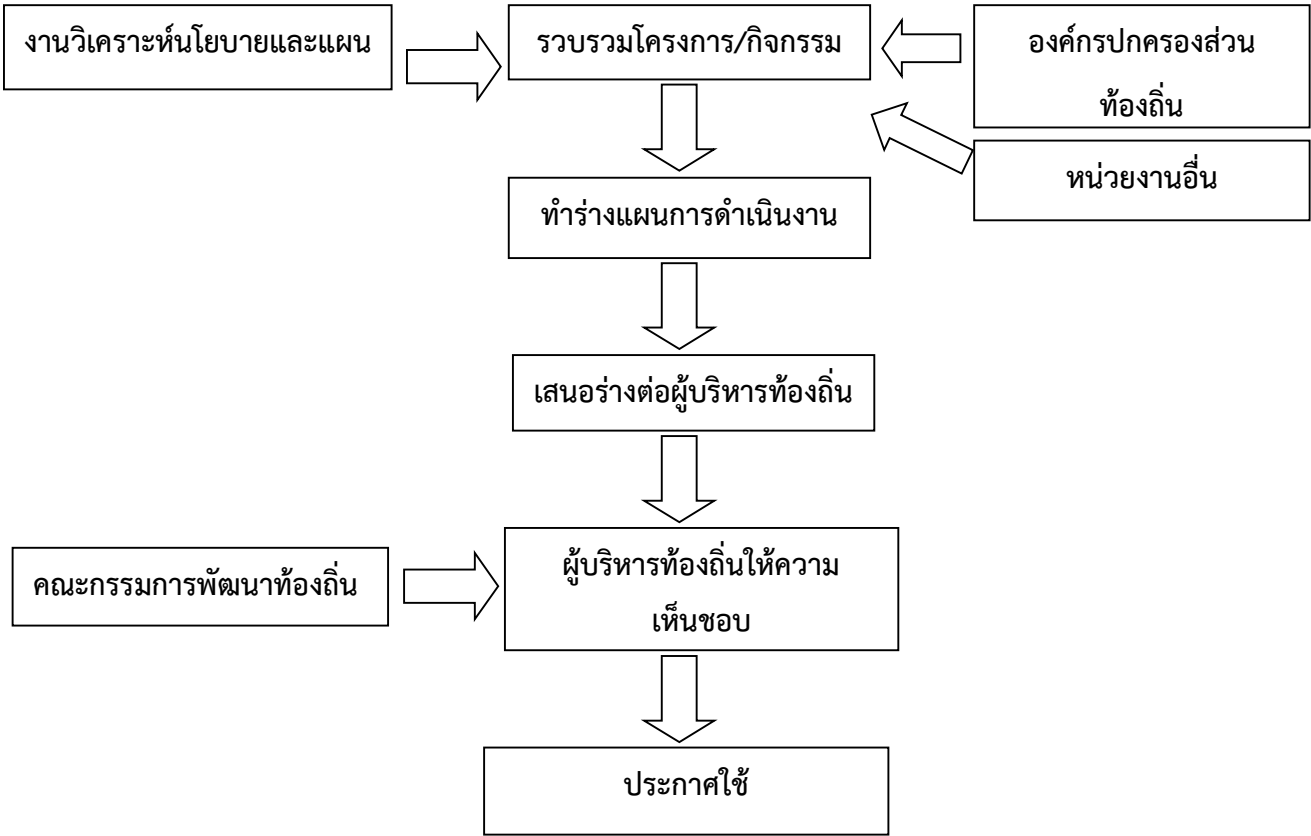 งานวิเคราะห์นโยบายและแผน
รวบรวมโครงการ/กิจกรรม
องค์กรปกครองส่วน
ท้องถิ่น
หน่วยงานอื่น
ทำร่างแผนการดำเนินงาน
เสนอร่างต่อผู้บริหารท้องถิ่น
คณะกรรมการพัฒนาท้องถิ่น
ผู้บริหารท้องถิ่นให้ความ
เห็นชอบ
ประกาศใช้